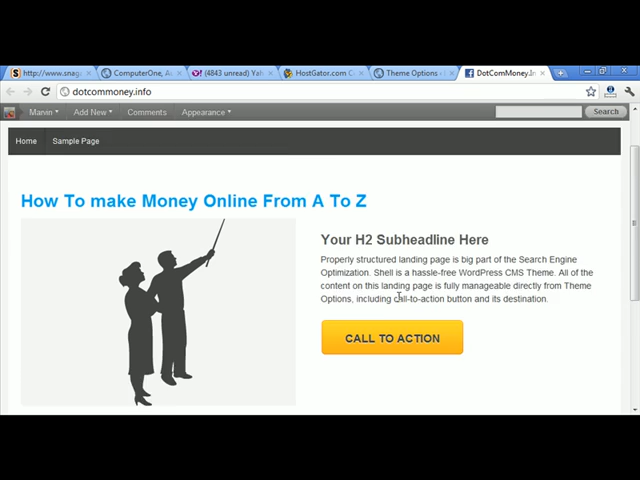 http://www.snag
ComputerOne, A
(4843 unread) Yah
HostGator.com C
Theme Options
DotComMoney.In
dotcommoney.info
Marvin Add New Comments Appearance Search
Home Sample Page
How To make Money Online From A To Z
Your H2 Subheadline Here
Properly structured landing page is big part of the Search Engine
Optimization. Shell is a hassle-free WordPress CMS Theme. All of the
content on this landing page is fully manageable directly from Theme
Options, including call-to-action button and its destination.
CALL TO ACTION